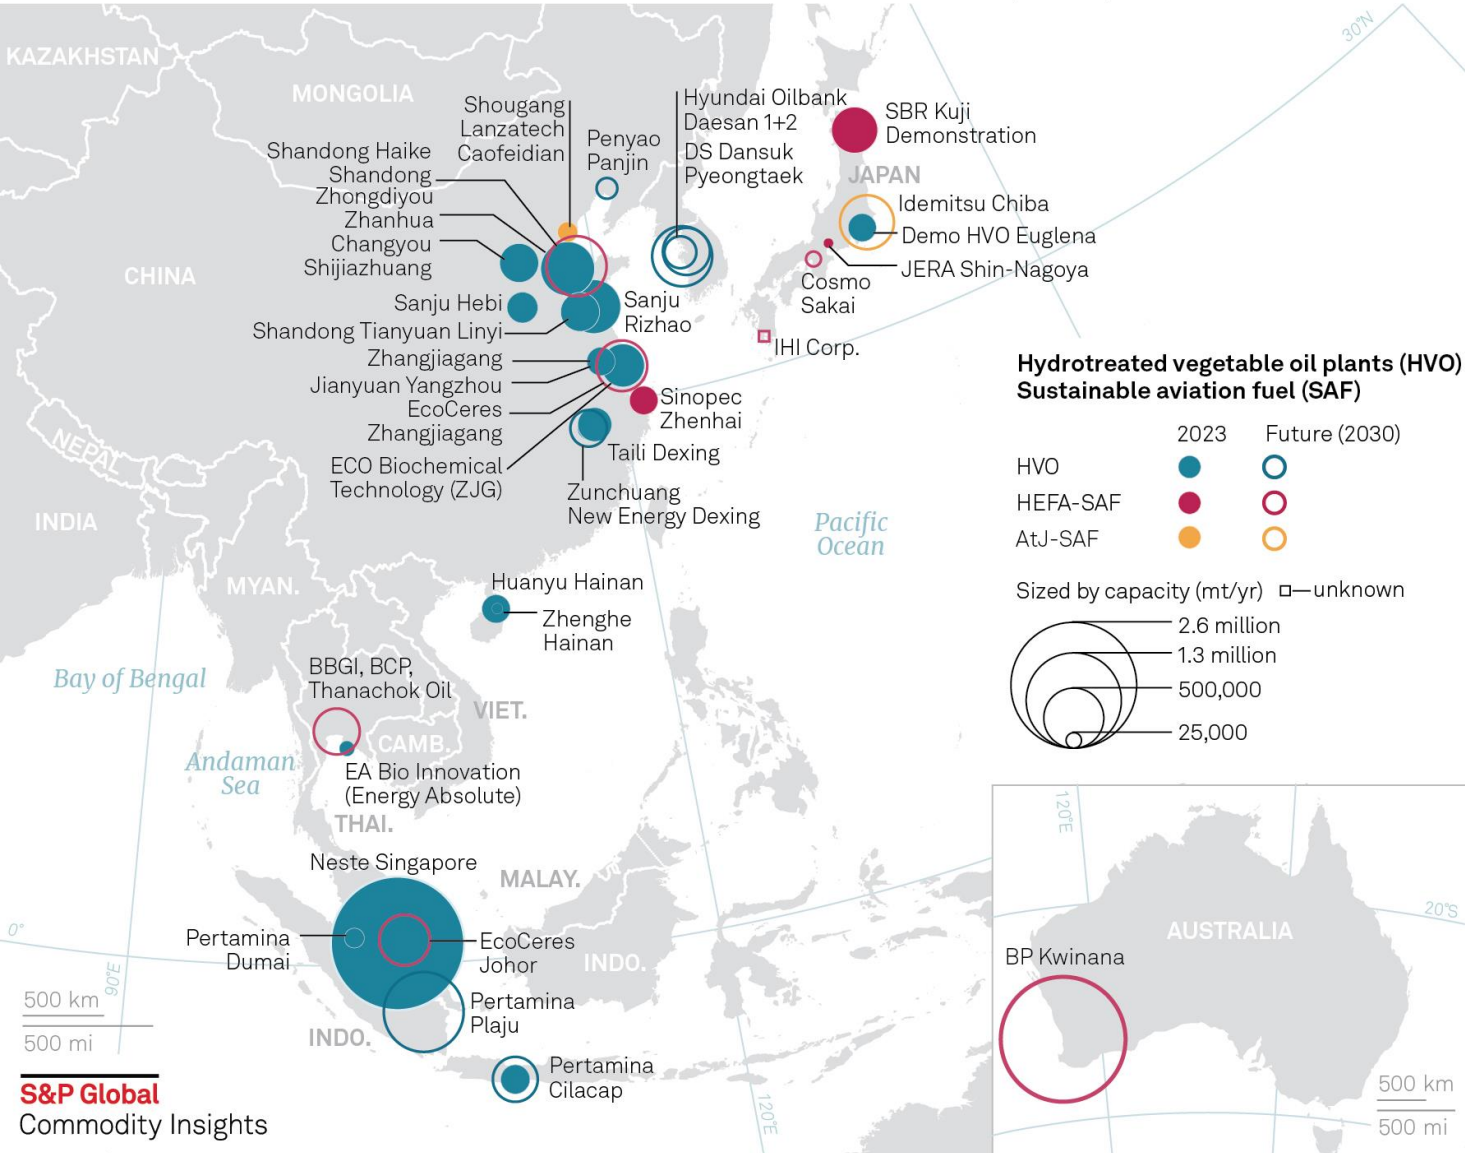 30°N
KAZAKHSTAN
MONGOLIA
Shougang
Lanzatech
Caofeidian
Hyundai Oilbank
Daesan 1+2
DS Dansuk
Pyeongtaek
SBR Kuji
Demonstration
Penyao
Panjin
Shandong Haike
Shandong
Zhongdiyou
Zhanhua
Changyou
Shijiazhuang
JAPAN
Idemitsu Chiba
Demo HVO Euglena
JERA Shin-Nagoya
Cosmo
Sakai
IHI Corp.
CHINA
Sanju Hebi
Sanju
Rizhao
Shandong Tianyuan Linyi
Zhangjiagang
Jianyuan Yangzhou
EcoCeres
Zhangjiagang
ECO Biochemical
Technology (ZJG)
Sinopec
Zhenhai
Taili Dexing
Zunchuang
New Energy Dexing
NEPAL
INDIA
MYAN.
Pacific
Ocean
Hydrotreated vegetable oil plants (HVO)
Sustainable aviation fuel (SAF)
2023 Future (2030)
HVO
HEFA-SAF
AtJ-SAF
Sized by capacity (mt/yr) unknown
2.6 million
1.3 million
500,000
25,000
Huanyu Hainan
Zhenghe
Hainan
Bay of Bengal
BBGI, BCP,
Thanachok Oil
VIET.
CAMB.
Andaman
Sea
EA Bio Innovation
(Energy Absolute)
THAI.
Neste Singapore
MALAY.
Pertamina
Dumai
EcoCeres
Johor
INDO.
Pertamina
Plaju
INDO.
Pertamina
Cilacap
0°
90°E
120°E
500 km
500 mi
S&P Global
Commodity Insights
120°E
20°S
AUSTRALIA
BP Kwinana
500 km
500 mi